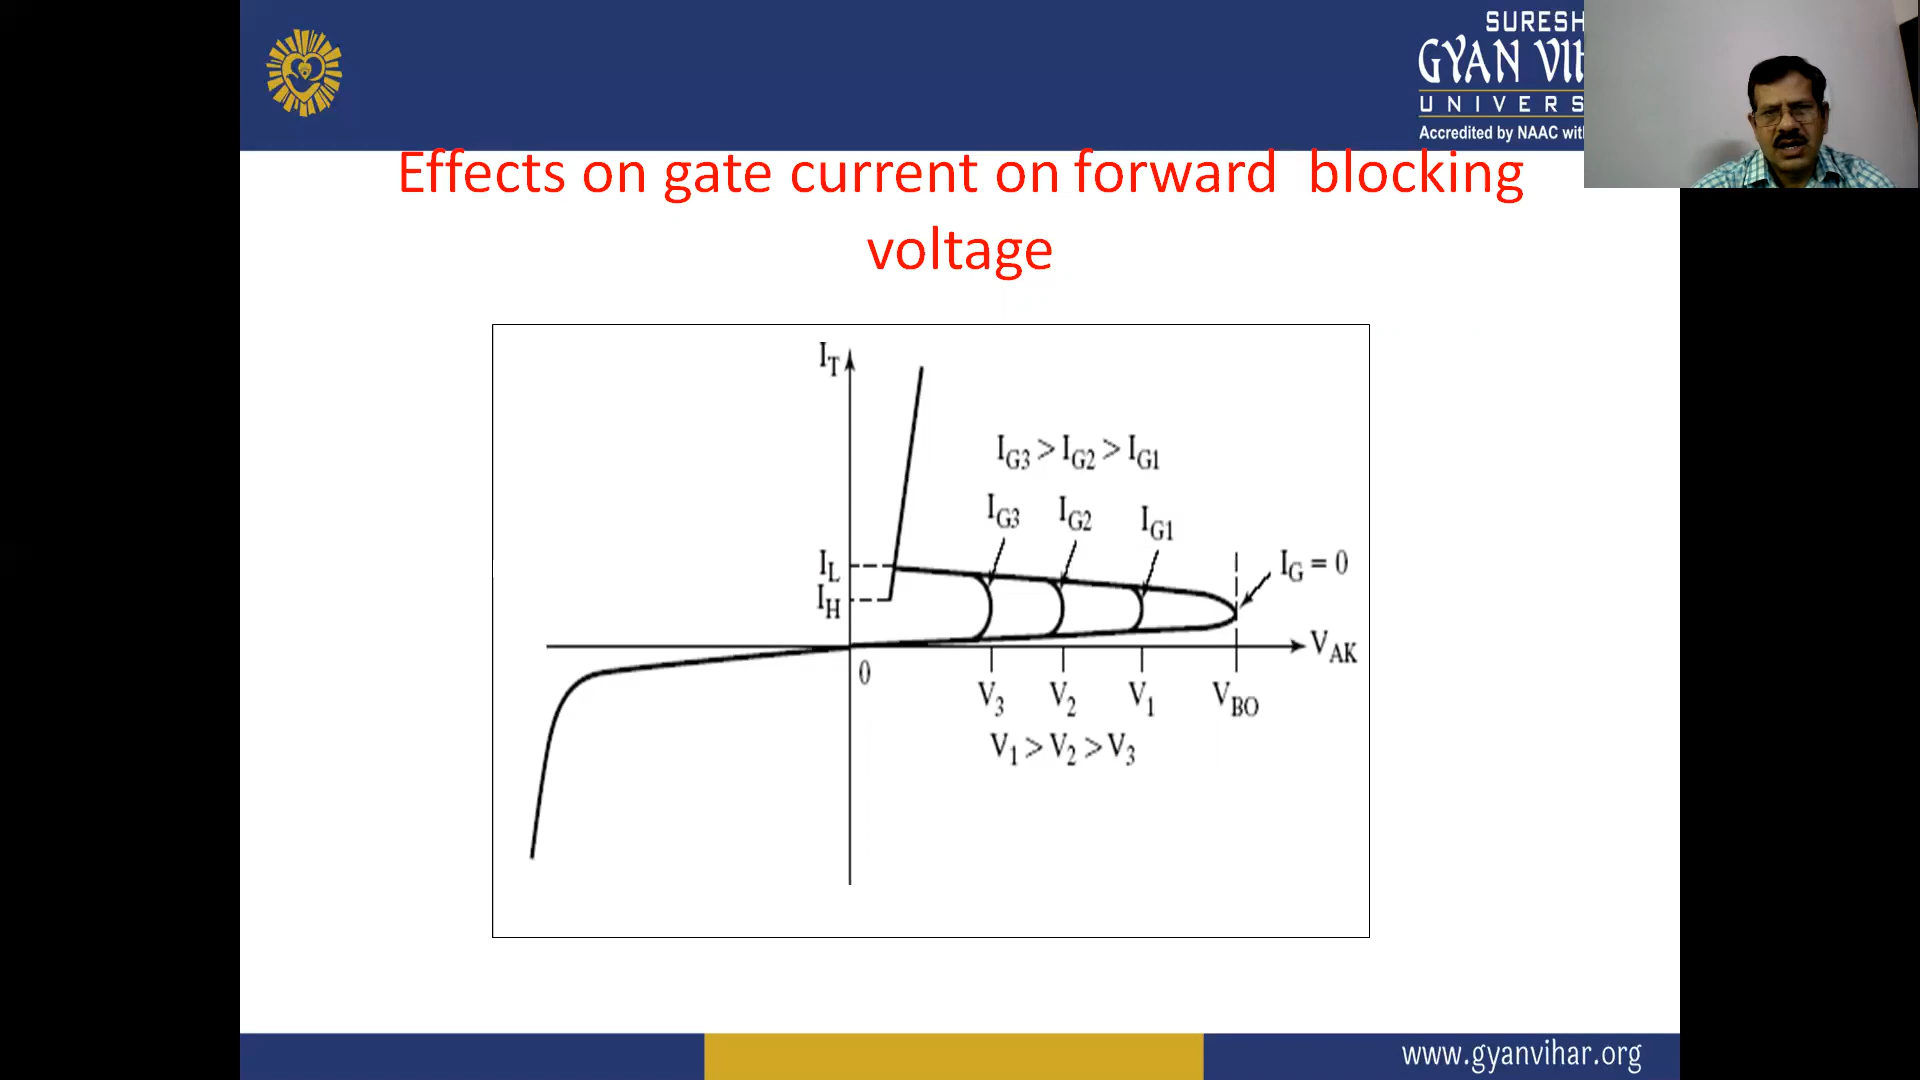 SURESH
GYAN VIH
UNIVERS
Accredited by NAAC with
Effects on gate current on forward  blocking
voltage
I_T
I_G3 > I_G2 > I_G1
I_G3 I_G2 I_G1
I_L
I_G = 0
I_H
V_AK
0
V_3 V_2 V_1 V_BO
V_1 > V_2 > V_3
www.gyanvihar.org